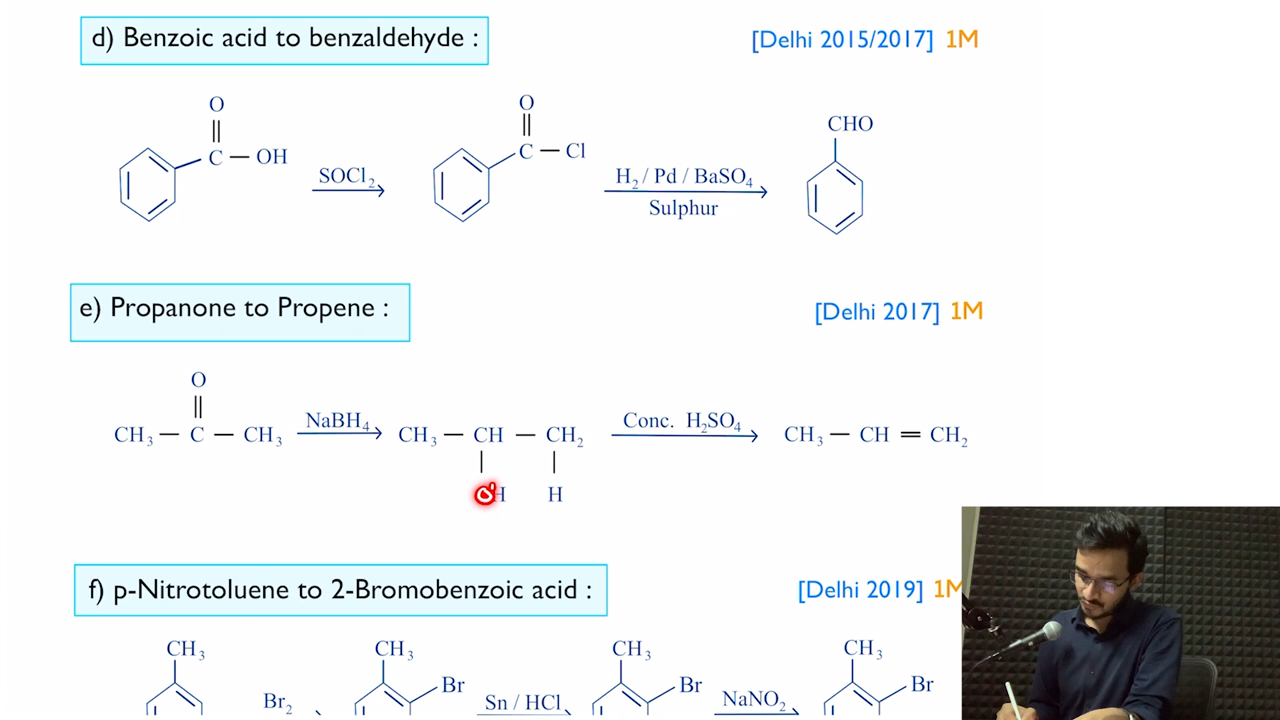 d) Benzoic acid to benzaldehyde : [Delhi 2015/2017] 1M
O O CHO
C — OH SOCl₂ C — Cl H₂ / Pd / BaSO₄
Sulphur
e) Propanone to Propene : [Delhi 2017] 1M
O
CH₃ — C — CH₃ NaBH₄ CH₃ — CH — CH₂ Conc. H₂SO₄ CH₃ — CH = CH₂
OH H
f) p-Nitrotoluene to 2-Bromobenzoic acid : [Delhi 2019] 1M
CH₃ CH₃ CH₃ CH₃
Br₂ Br Sn / HCl Br NaNO₂ Br